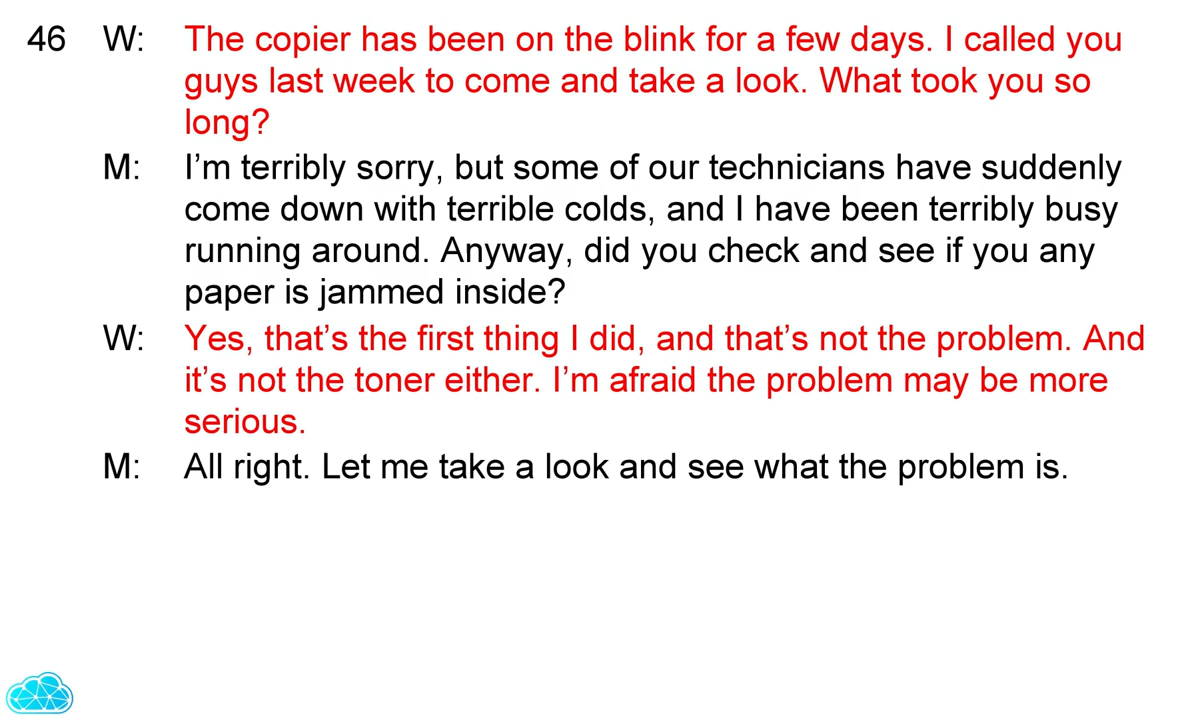 46 W: The copier has been on the blink for a few days. I called you
guys last week to come and take a look. What took you so
long?
M: I’m terribly sorry, but some of our technicians have suddenly
come down with terrible colds, and I have been terribly busy
running around. Anyway, did you check and see if you any
paper is jammed inside?
W: Yes, that’s the first thing I did, and that’s not the problem. And
it’s not the toner either. I’m afraid the problem may be more
serious.
M: All right. Let me take a look and see what the problem is.